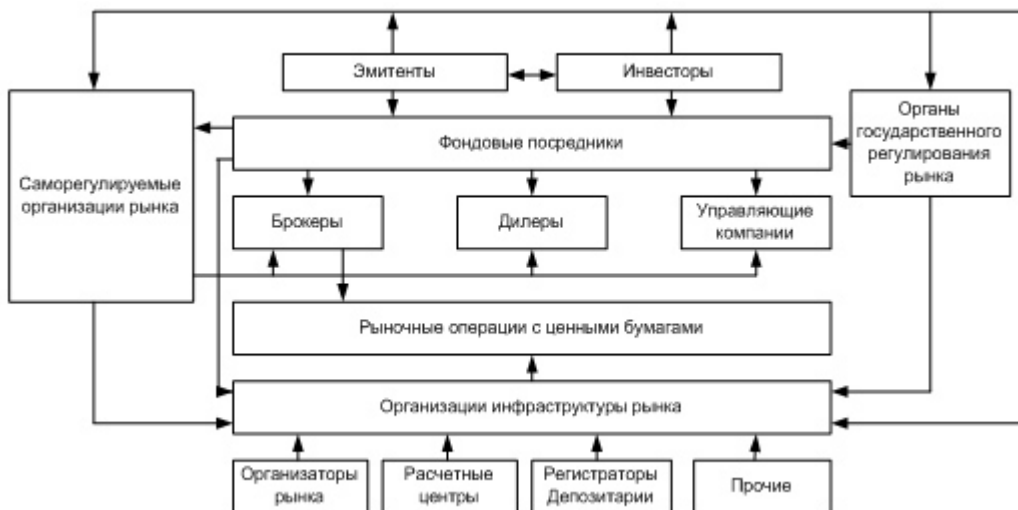 Эмитенты
Инвесторы
Саморегулируемые
организации рынка
Фондовые посредники
Органы
государственного
регулирования
рынка
Брокеры
Дилеры
Управляющие
компании
Рыночные операции с ценными бумагами
Организации инфраструктуры рынка
Организаторы
рынка
Расчетные
центры
Регистраторы
Депозитарии
Прочие